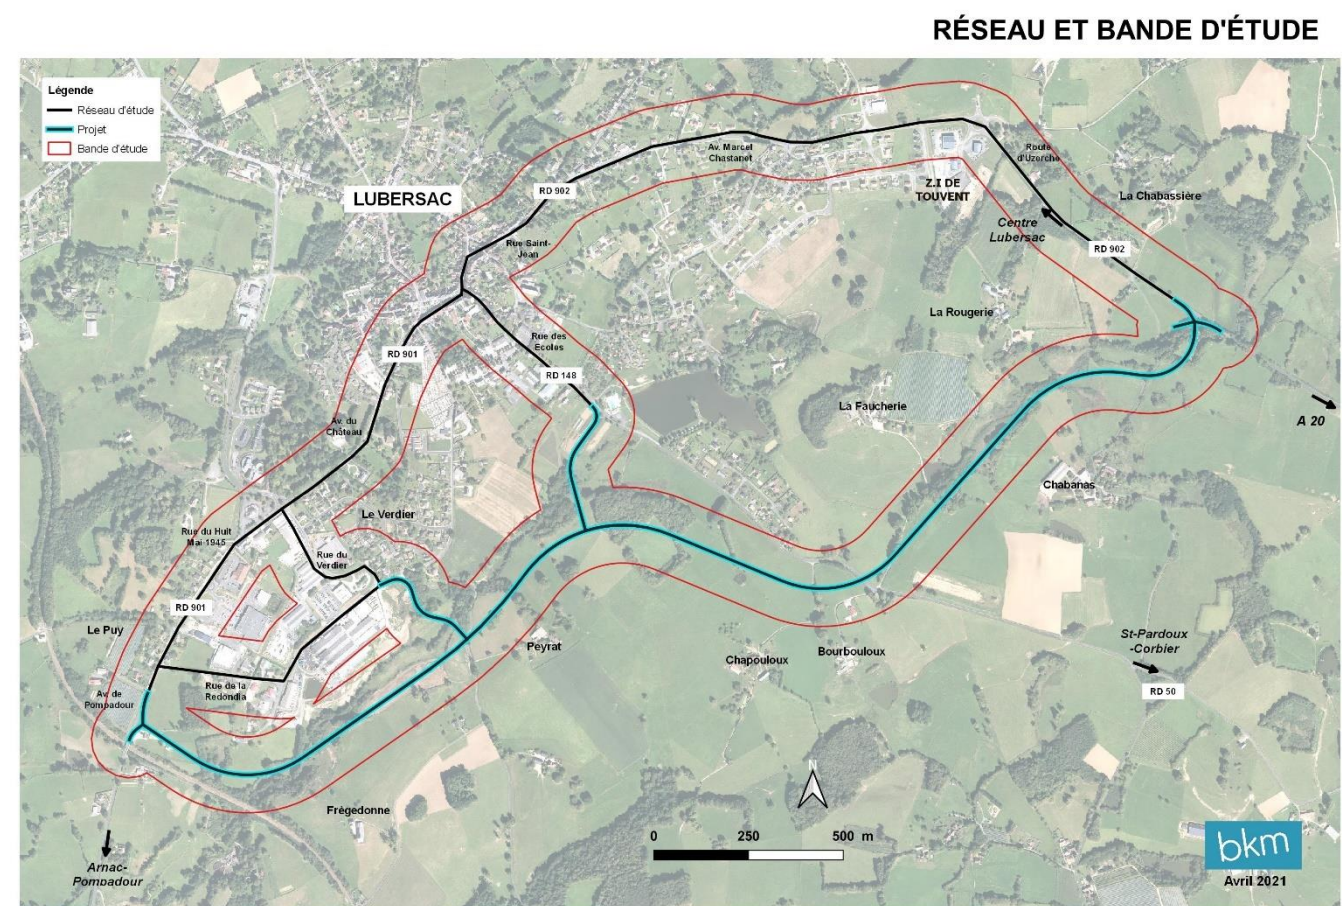 RÉSEAU ET BANDE D'ÉTUDE
Légende
Réseau d'étude
Projet
Bande d'étude
LUBERSAC
RD 902
Av. Marcel
Chastanet
Route
d'Uzerche
Z.I DE
TOUVENT
La Chabassière
Centre
Lubersac
RD 902
Rue Saint-
Jean
La Rougerie
Rue des
Ecoles
RD 901
RD 148
La Faucherie
A 20
Av. du
Château
Chabanas
Le Verdier
Rue du Huit
Mai 1945
Rue du
Verdier
RD 901
Le Puy
Peyrat
Chapouloux
Bourbouloux
St-Pardoux
-Corbier
RD 50
Av. de
Pompadour
Rue de la
Redondia
Frègedonne
N
0 250 500 m
Arnac-
Pompadour
bkm
Avril 2021